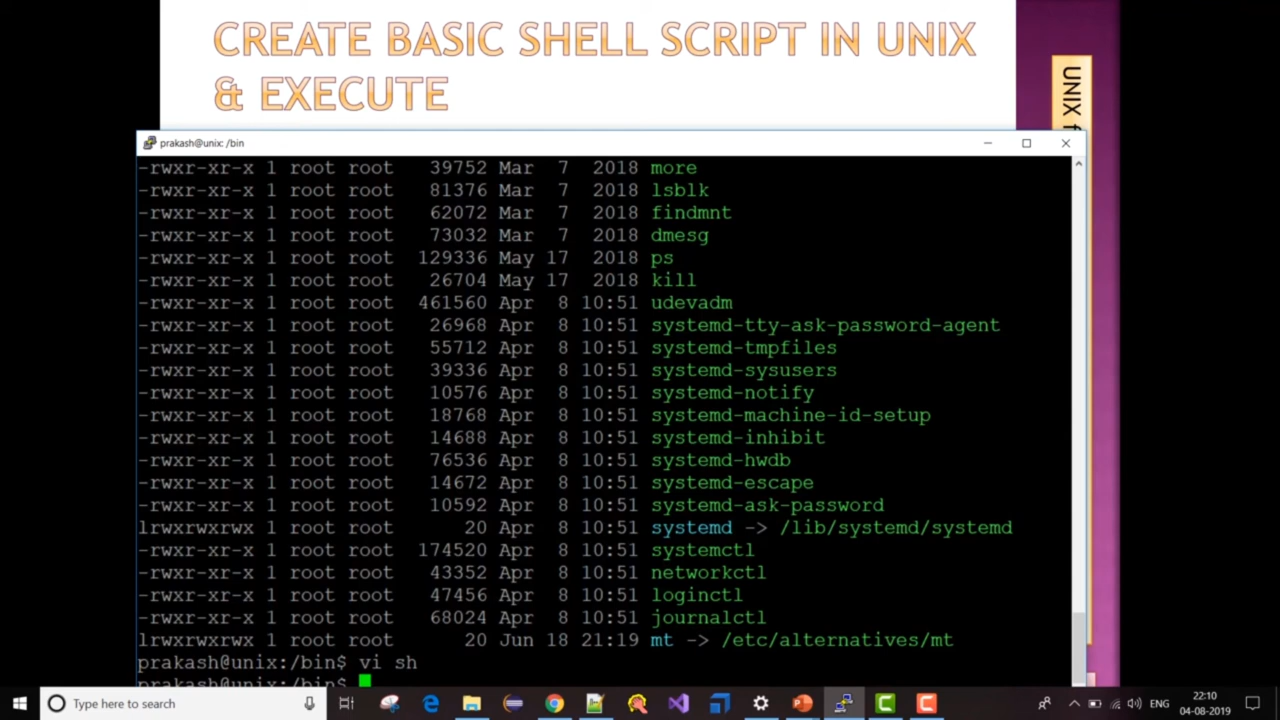 CREATE BASIC SHELL SCRIPT IN UNIX
& EXECUTE
UNIX f
prakash@unix: /bin
-rwxr-xr-x 1 root root 39752 Mar 7 2018 more
-rwxr-xr-x 1 root root 81376 Mar 7 2018 lsblk
-rwxr-xr-x 1 root root 62072 Mar 7 2018 findmnt
-rwxr-xr-x 1 root root 73032 Mar 7 2018 dmesg
-rwxr-xr-x 1 root root 129336 May 17 2018 ps
-rwxr-xr-x 1 root root 26704 May 17 2018 kill
-rwxr-xr-x 1 root root 461560 Apr 8 10:51 udevadm
-rwxr-xr-x 1 root root 26968 Apr 8 10:51 systemd-tty-ask-password-agent
-rwxr-xr-x 1 root root 55712 Apr 8 10:51 systemd-tmpfiles
-rwxr-xr-x 1 root root 39336 Apr 8 10:51 systemd-sysusers
-rwxr-xr-x 1 root root 10576 Apr 8 10:51 systemd-notify
-rwxr-xr-x 1 root root 18768 Apr 8 10:51 systemd-machine-id-setup
-rwxr-xr-x 1 root root 14688 Apr 8 10:51 systemd-inhibit
-rwxr-xr-x 1 root root 76536 Apr 8 10:51 systemd-hwdb
-rwxr-xr-x 1 root root 14672 Apr 8 10:51 systemd-escape
-rwxr-xr-x 1 root root 10592 Apr 8 10:51 systemd-ask-password
lrwxrwxrwx 1 root root 20 Apr 8 10:51 systemd -> /lib/systemd/systemd
-rwxr-xr-x 1 root root 174520 Apr 8 10:51 systemctl
-rwxr-xr-x 1 root root 43352 Apr 8 10:51 networkctl
-rwxr-xr-x 1 root root 47456 Apr 8 10:51 loginctl
-rwxr-xr-x 1 root root 68024 Apr 8 10:51 journalctl
lrwxrwxrwx 1 root root 20 Jun 18 21:19 mt -> /etc/alternatives/mt
prakash@unix:/bin$ vi sh
prakash@unix:/bin$
Type here to search
ENG
22:10
04-08-2019